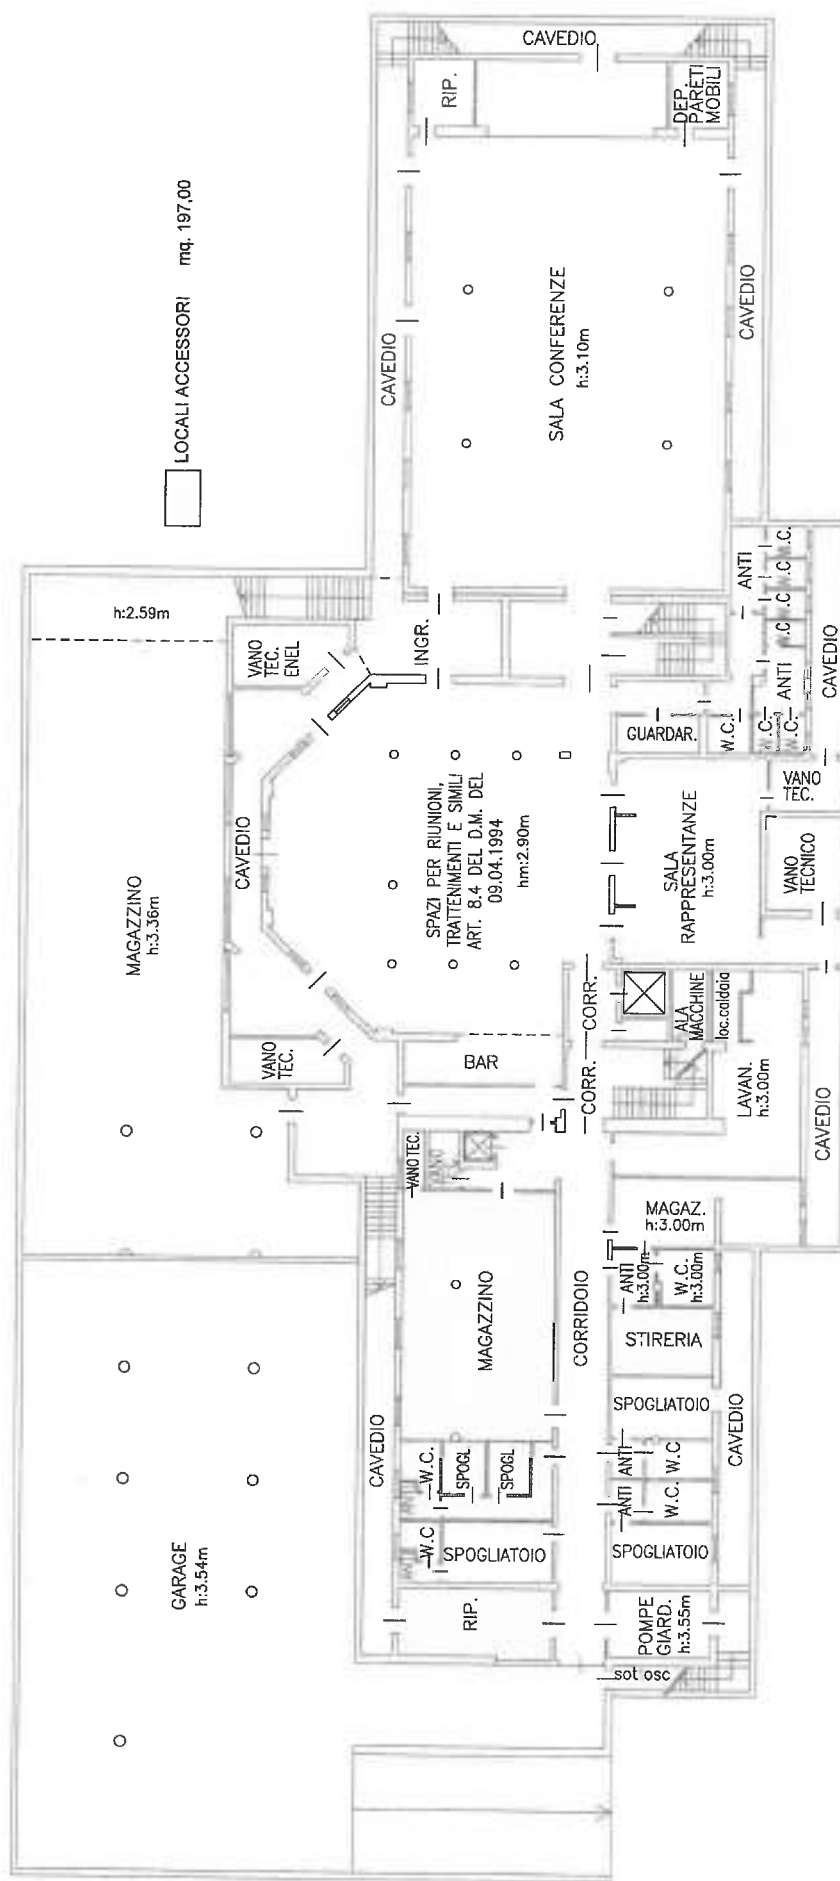 CAVEDIO
RIP.
DEP.
PARETI
MOBILI
LOCALI ACCESSORI mq. 197,00
CAVEDIO
SALA CONFERENZE
h:3.10m
CAVEDIO
h:2.59m
VANO
TEC.
ENEL
INGR.
ANTI
W.C.
W.C
W.C
W.C
ANTI
W.C.
W.C.
W.C.
GUARDAR.
CAVEDIO
MAGAZZINO
h:3.36m
CAVEDIO
SPAZI PER RIUNIONI,
TRATTENIMENTI E SIMILI
ART. 8.4 DEL D.M. DEL
09.04.1994
hm:2.90m
SALA
RAPPRESENTANZE
h:3.00m
VANO
TEC.
VANO
TECNICO
VANO
TEC.
BAR
CORR.
CORR.
ALA
MACCHINE
loc.caldaia
LAVAN.
h:3.00m
CAVEDIO
VANO TEC.
VANO
MAGAZ.
h:3.00m
ANTI
h:3.00m
W.C.
h:3.00m
MAGAZZINO
CORRIDOIO
STIRERIA
SPOGLIATOIO
CAVEDIO
CAVEDIO
W.C.
SPOGL
SPOGL
ANTI
W.C
ANTI
W.C.
GARAGE
h:3.54m
W.C
SPOGLIATOIO
SPOGLIATOIO
RIP.
POMPE
GIARD.
h:3.55m
sot osc